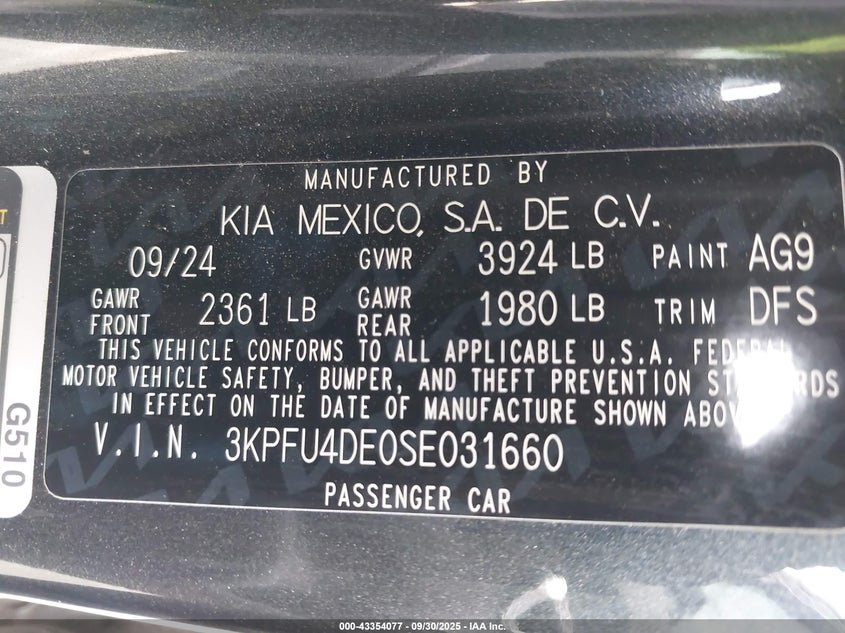 MANUFACTURED BY
KIA MEXICO, S.A. DE C.V.
09/24 GVWR 3924 LB PAINT AG9
GAWR FRONT 2361 LB GAWR REAR 1980 LB TRIM DFS
THIS VEHICLE CONFORMS TO ALL APPLICABLE U.S.A. FEDERAL
MOTOR VEHICLE SAFETY, BUMPER, AND THEFT PREVENTION STANDARDS
IN EFFECT ON THE DATE OF MANUFACTURE SHOWN ABOVE
V.I.N. 3KPFU4DE0SE031660
PASSENGER CAR
G510
000-43354077 - 09/30/2025 - IAA Inc.